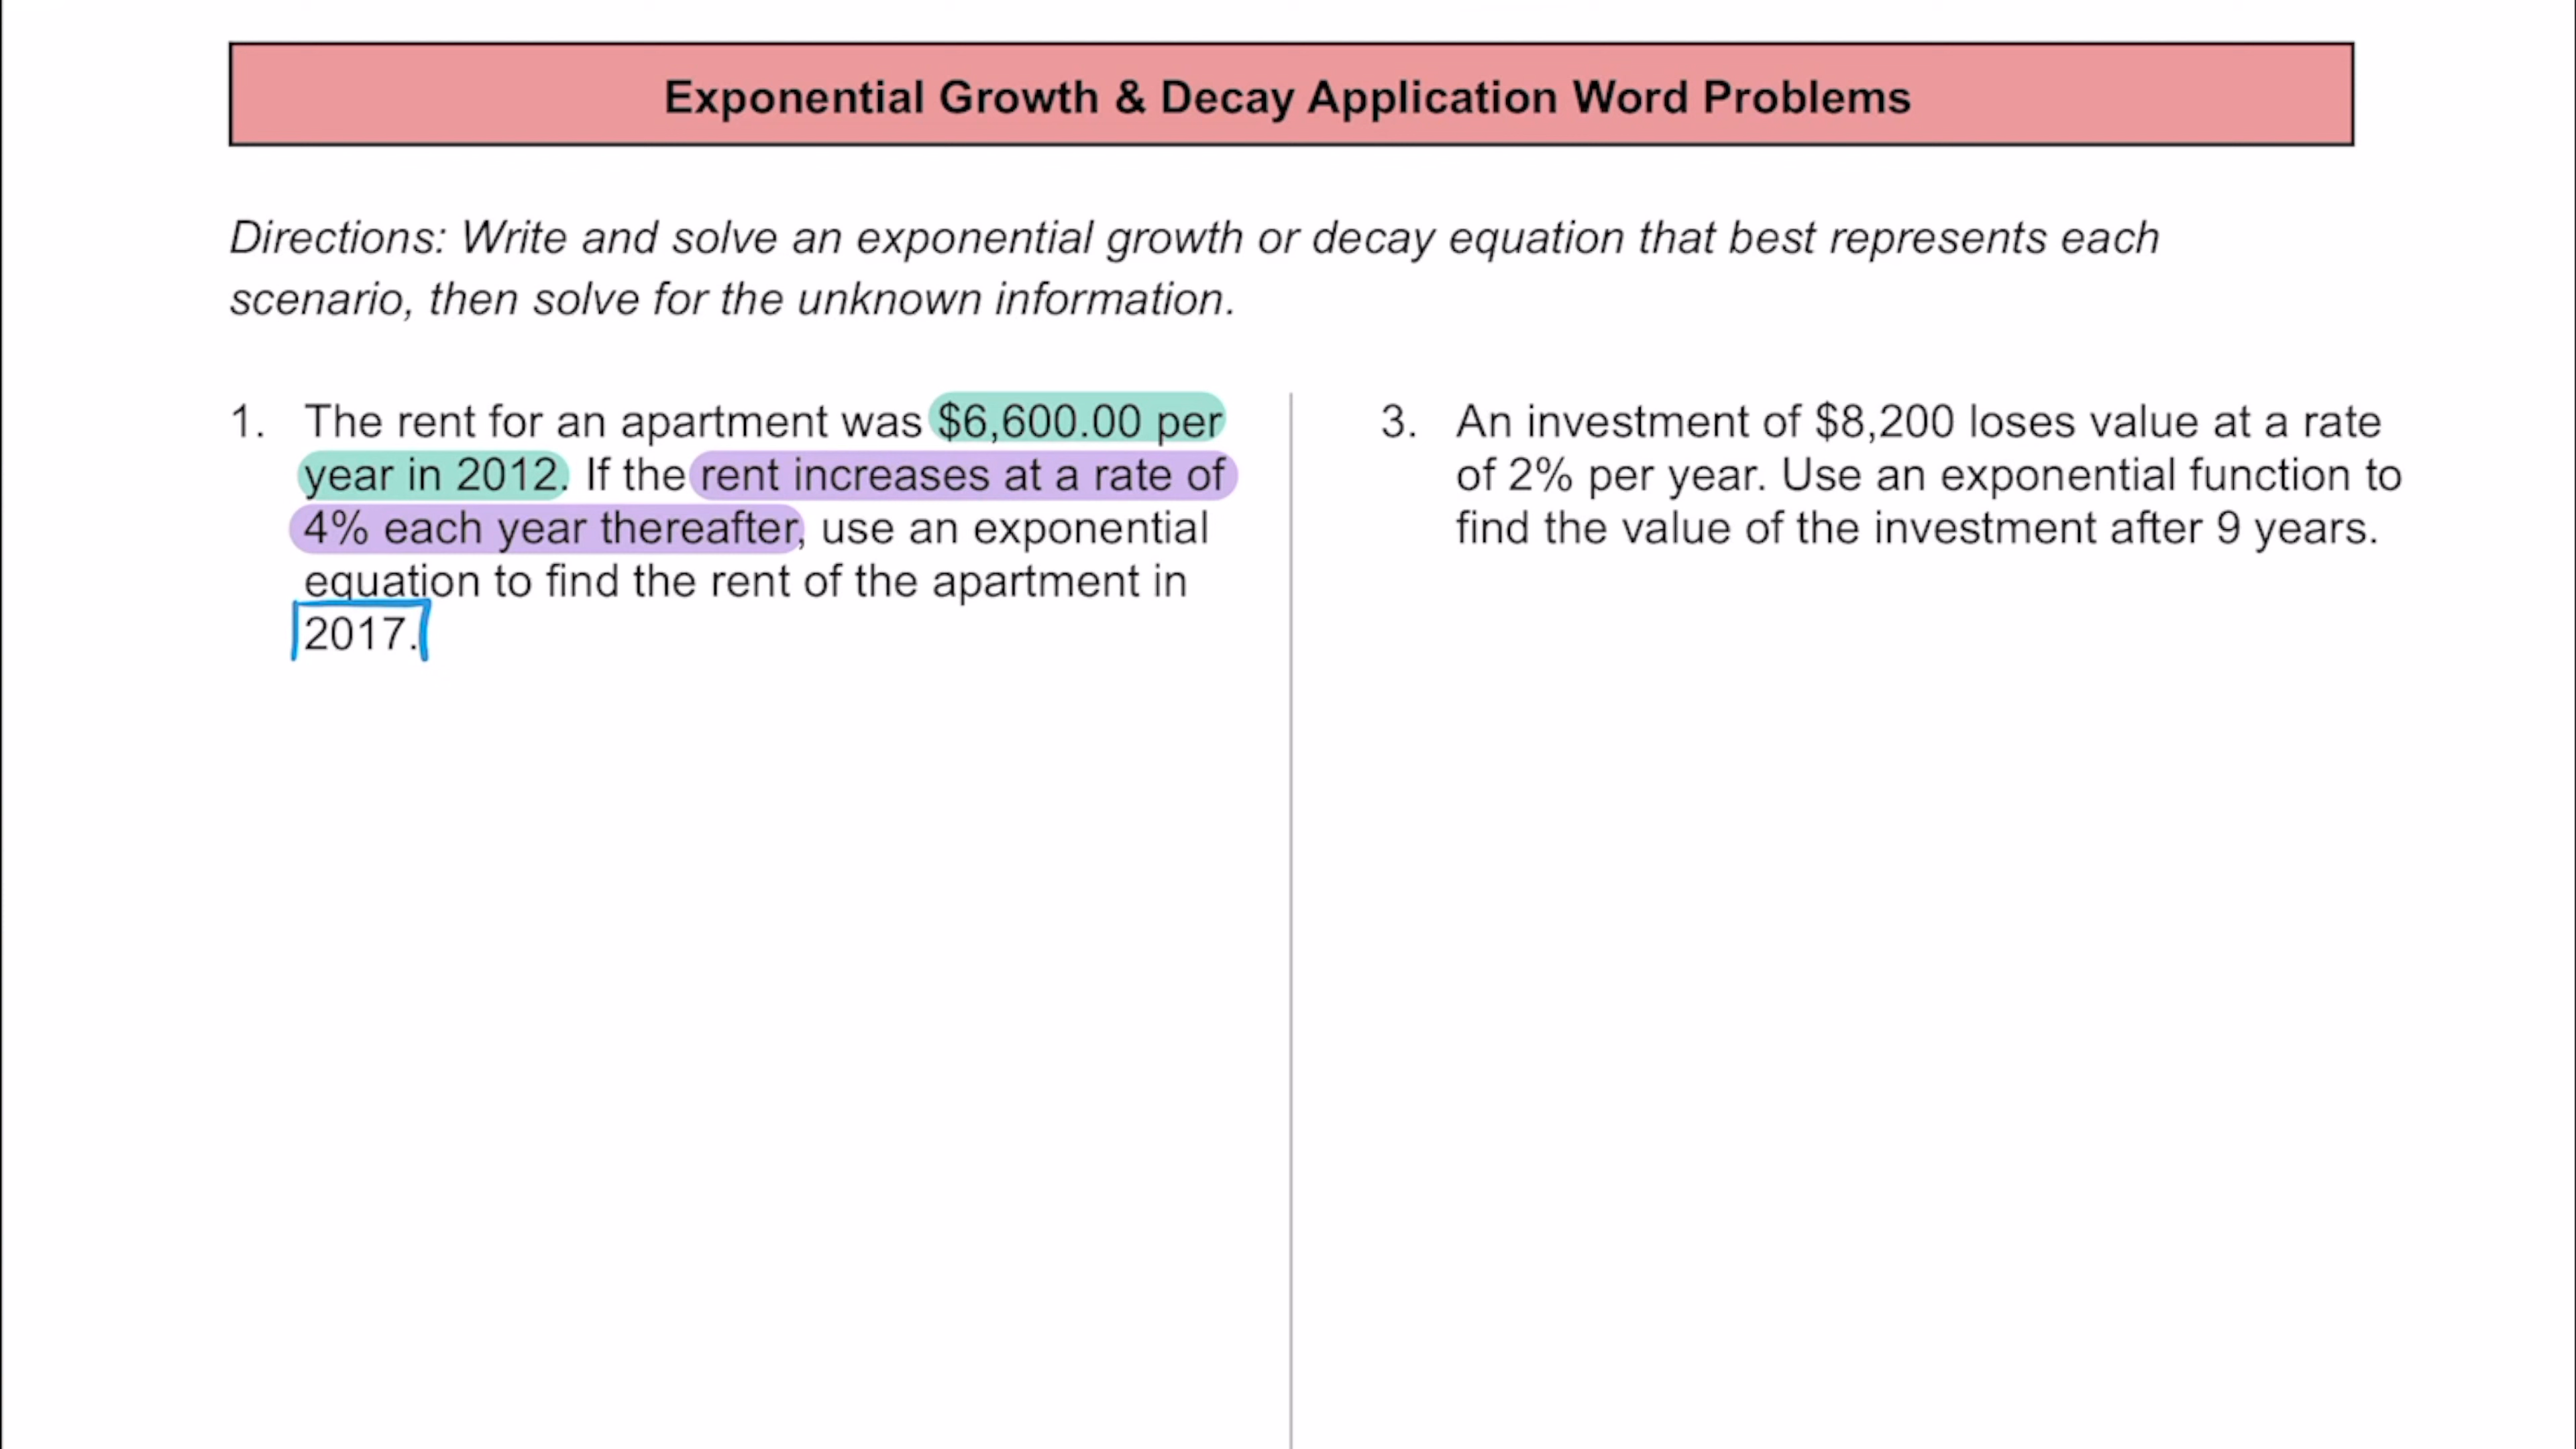 Exponential Growth & Decay Application Word Problems
Directions: Write and solve an exponential growth or decay equation that best represents each
scenario, then solve for the unknown information.
1. The rent for an apartment was $6,600.00 per
year in 2012. If the rent increases at a rate of
4% each year thereafter, use an exponential
equation to find the rent of the apartment in
2017.
3. An investment of $8,200 loses value at a rate
of 2% per year. Use an exponential function to
find the value of the investment after 9 years.